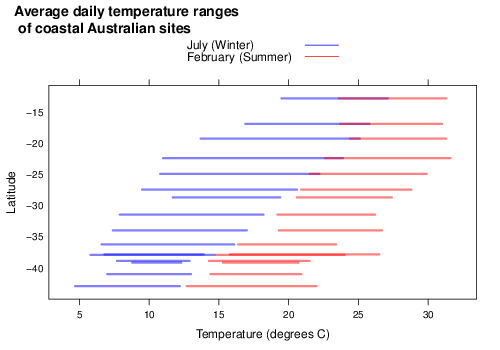 Average daily temperature ranges
of coastal Australian sites
July (Winter)
February (Summer)
−15
−20
−25
−30
−35
−40
Latitude
5 10 15 20 25 30
Temperature (degrees C)